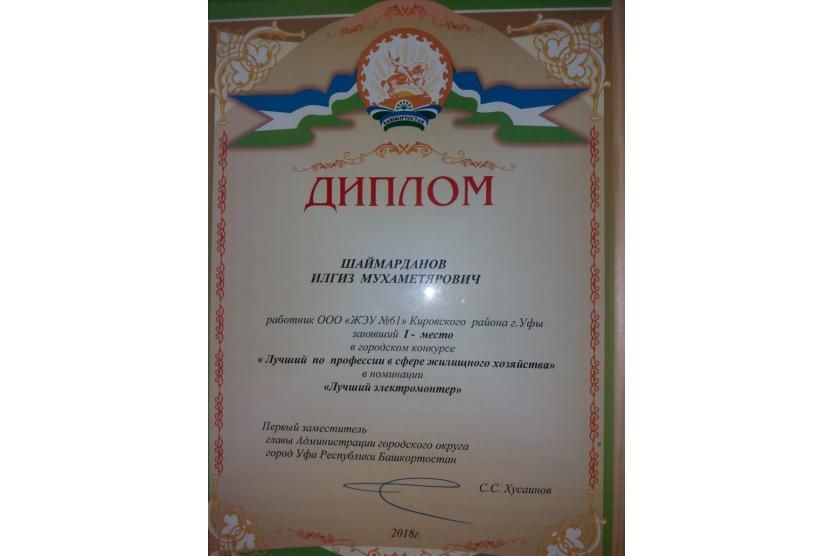 БАШКОРТОСТАН
ДИПЛОМ
ШАЙМАРДАНОВ
ИЛГИЗ МУХАМЕТЯРОВИЧ
работник ООО «ЖЭУ №61» Кировского района г.Уфы
занявший I - место
в городском конкурсе
« Лучший по профессии в сфере жилищного хозяйства»
в номинации
«Лучший электромонтер»
Первый заместитель
главы Администрации городского округа
город Уфа Республики Башкортостан
С.С. Хусаинов
2018г.